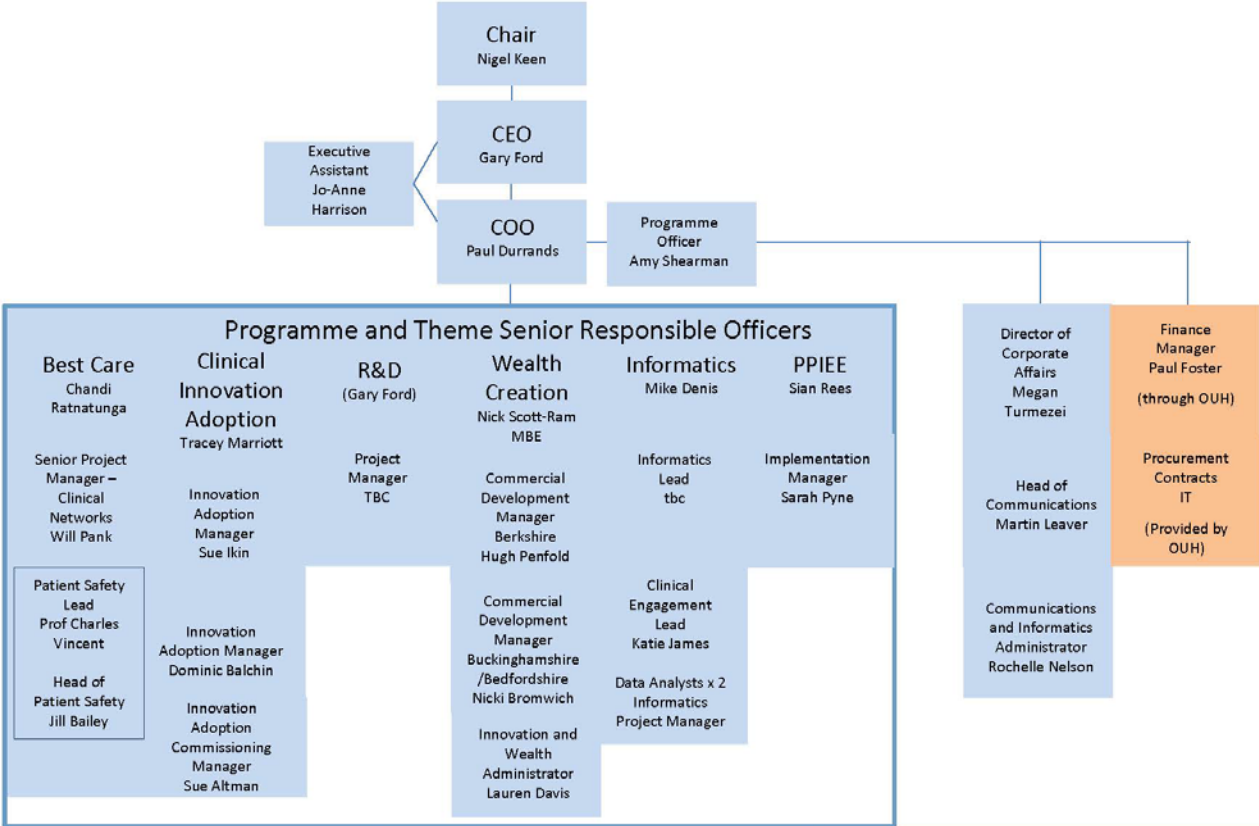 Chair
Nigel Keen
CEO
Gary Ford
Executive
Assistant
Jo-Anne
Harrison
COO
Paul Durrands
Programme
Officer
Amy Shearman
Programme and Theme Senior Responsible Officers
Best Care
Chandi
Ratnatunga
Senior Project
Manager –
Clinical
Networks
Will Pank
Patient Safety
Lead
Prof Charles
Vincent
Head of
Patient Safety
Jill Bailey
Clinical
Innovation
Adoption
Tracey Marriott
Innovation
Adoption
Manager
Sue Ikin
Innovation
Adoption Manager
Dominic Balchin
Innovation
Adoption
Commissioning
Manager
Sue Altman
R&D
(Gary Ford)
Project
Manager
TBC
Wealth
Creation
Nick Scott-Ram
MBE
Commercial
Development
Manager
Berkshire
Hugh Penfold
Commercial
Development
Manager
Buckinghamshire
/Bedfordshire
Nicki Bromwich
Innovation and
Wealth
Administrator
Lauren Davis
Informatics
Mike Denis
Informatics
Lead
tbc
Clinical
Engagement
Lead
Katie James
Data Analysts x 2
Informatics
Project Manager
PPIEE
Sian Rees
Implementation
Manager
Sarah Pyne
Director of
Corporate
Affairs
Megan
Turmezei
Head of
Communications
Martin Leaver
Communications
and Informatics
Administrator
Rochelle Nelson
Finance
Manager
Paul Foster
(through OUH)
Procurement
Contracts
IT
(Provided by
OUH)